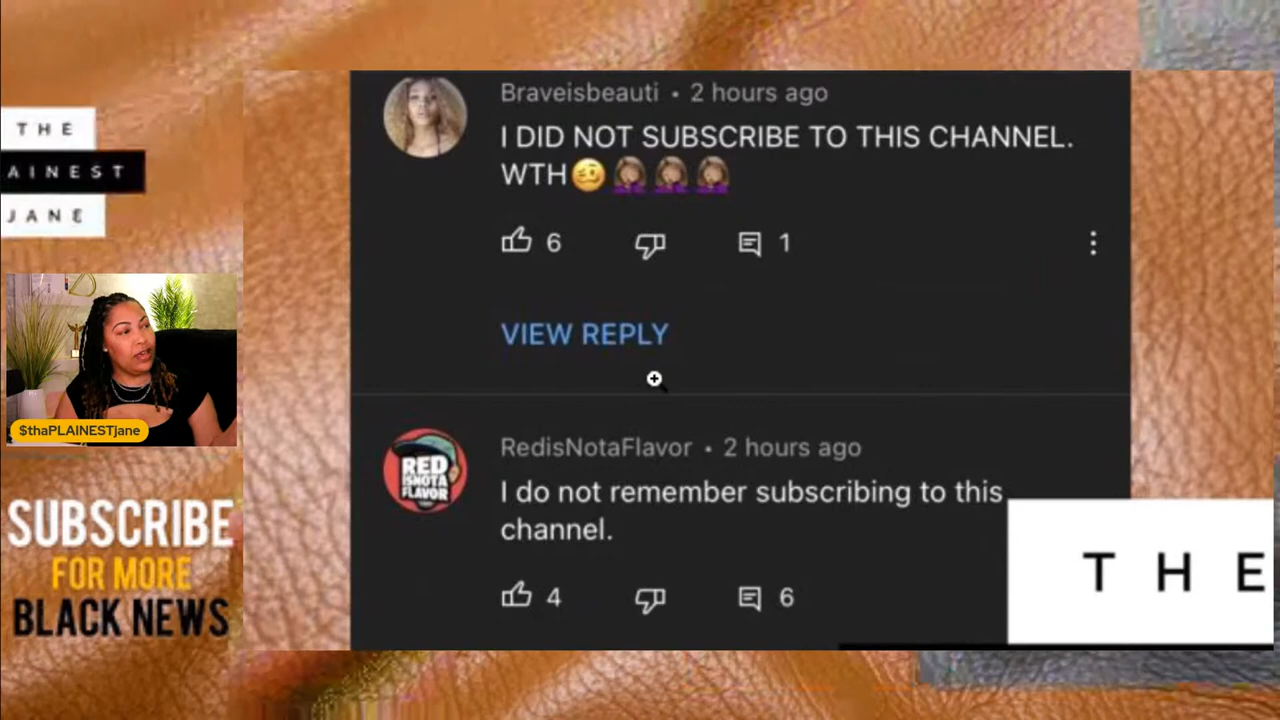 THE
AINEST
JANE
$thaPLAINESTjane
SUBSCRIBE
FOR MORE
BLACK NEWS
Braveisbeauti • 2 hours ago
I DID NOT SUBSCRIBE TO THIS CHANNEL.
WTH🥴🤦🏽‍♀️🤦🏽‍♀️🤦🏽‍♀️
6
1
VIEW REPLY
RedisNotaFlavor • 2 hours ago
RED
ISNOTA
FLAVOR
I do not remember subscribing to this
channel.
4
6
THE